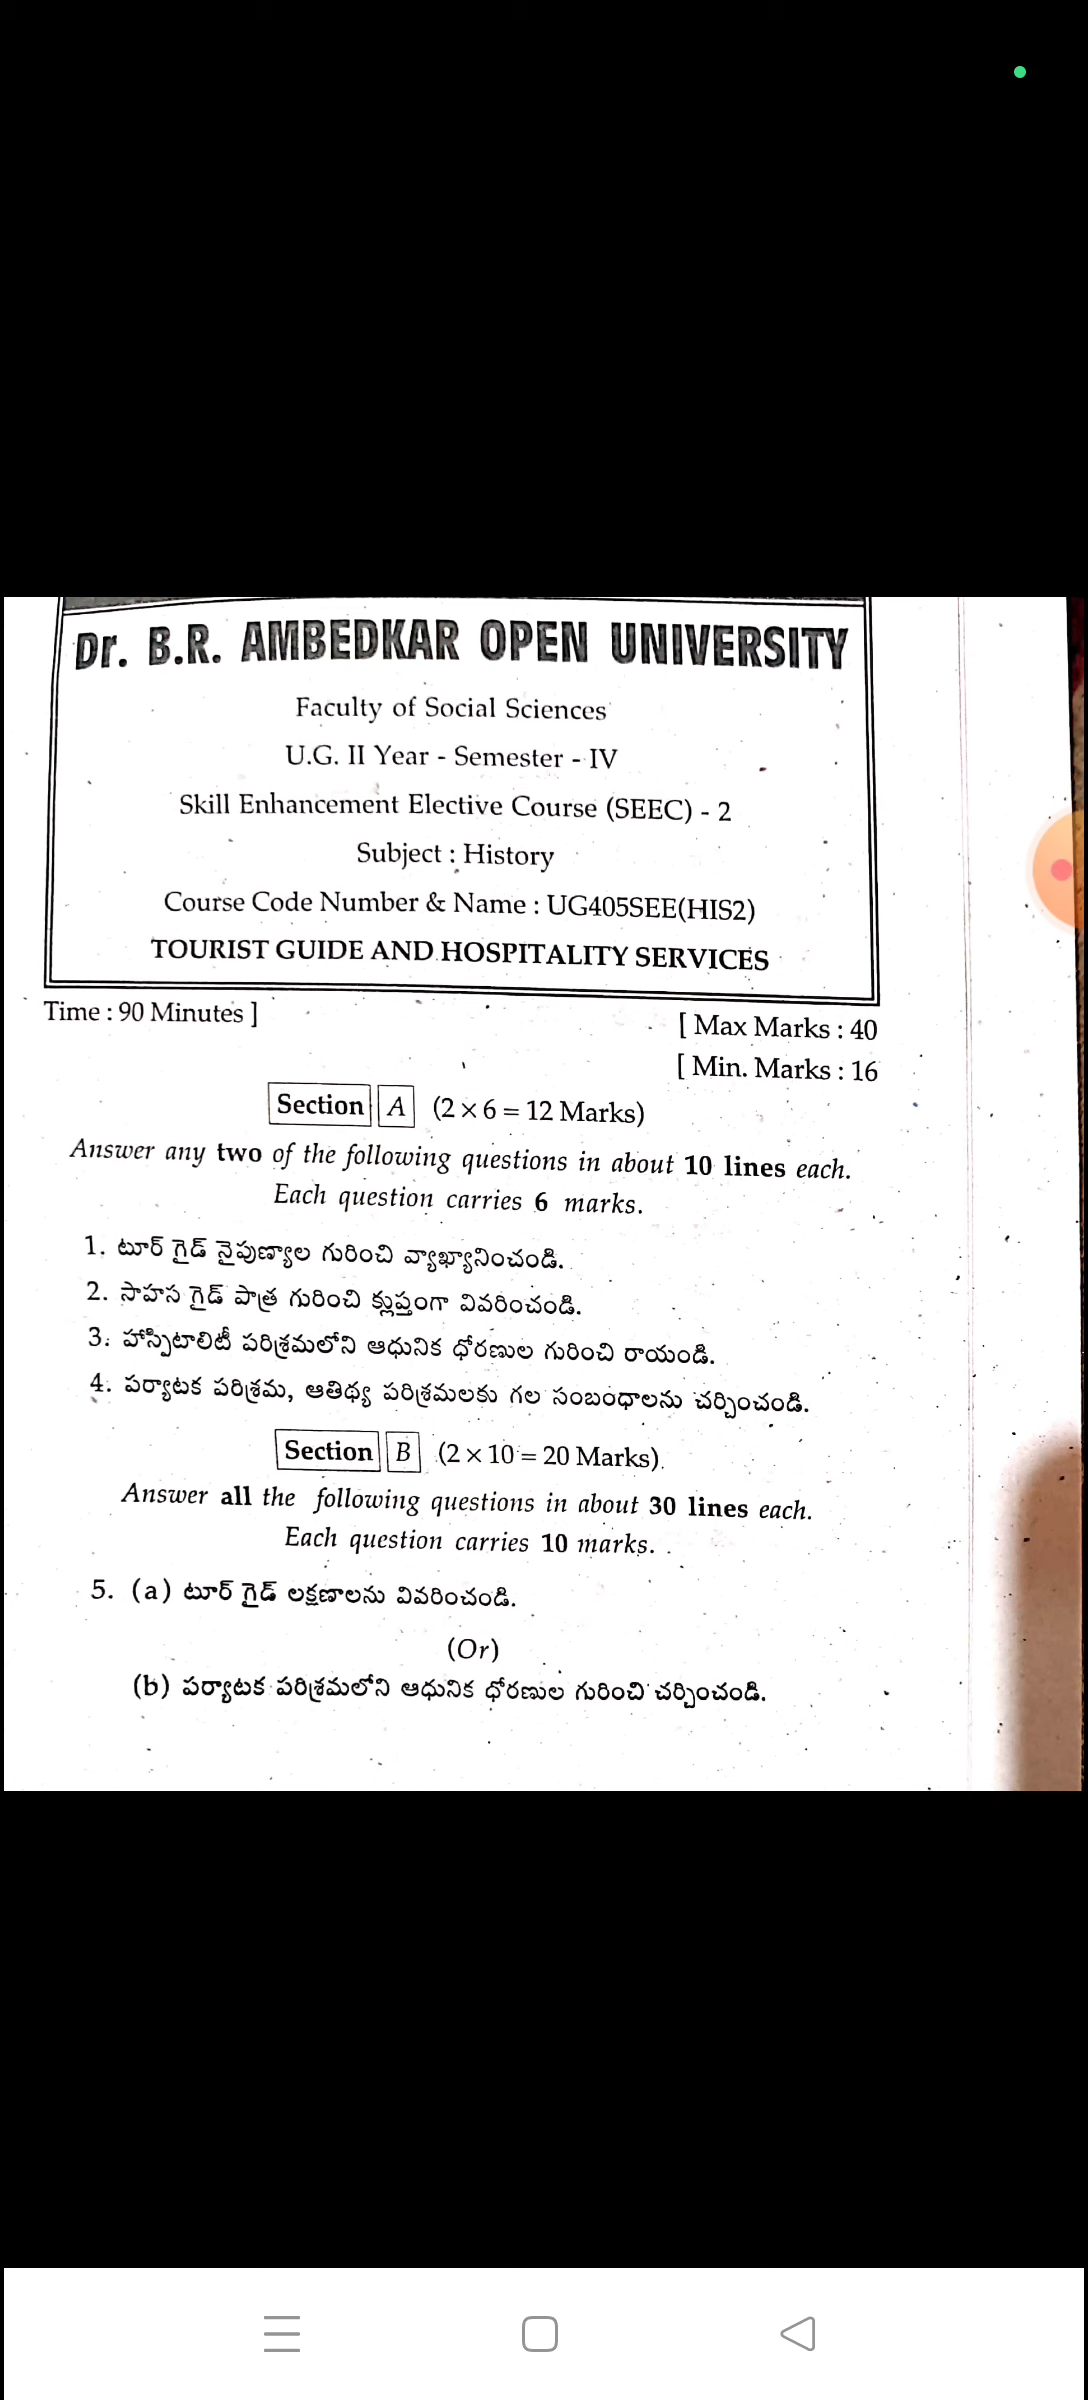 Dr. B.R. AMBEDKAR OPEN UNIVERSITY
Faculty of Social Sciences
U.G. II Year - Semester - IV
Skill Enhancement Elective Course (SEEC) - 2
Subject : History
Course Code Number & Name : UG405SEE(HIS2)
TOURIST GUIDE AND HOSPITALITY SERVICES
Time : 90 Minutes ]
[ Max Marks : 40
[ Min. Marks : 16
Section A (2 × 6 = 12 Marks)
Answer any two of the following questions in about 10 lines each.
Each question carries 6 marks.
1. టూర్ గైడ్ నైపుణ్యాల గురించి వ్యాఖ్యానించండి.
2. సాహస గైడ్ పాత్ర గురించి క్లుప్తంగా వివరించండి.
3. హాస్పిటాలిటీ పరిశ్రమలోని ఆధునిక ధోరణుల గురించి రాయండి.
4. పర్యాటక పరిశ్రమ, ఆతిథ్య పరిశ్రమలకు గల సంబంధాలను చర్చించండి.
Section B (2 × 10 = 20 Marks)
Answer all the following questions in about 30 lines each.
Each question carries 10 marks.
5. (a) టూర్ గైడ్ లక్షణాలను వివరించండి.
(Or)
(b) పర్యాటక పరిశ్రమలోని ఆధునిక ధోరణుల గురించి చర్చించండి.